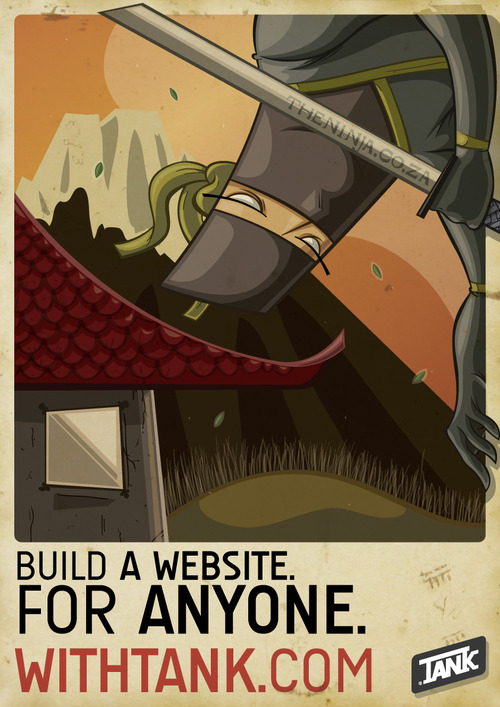 THENINJA.CO.ZA
BUILD A WEBSITE.
FOR ANYONE.
WITHTANK.COM
.TANK